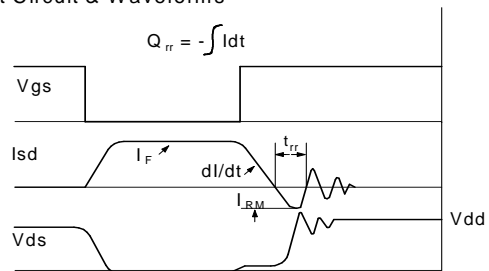 t Circuit & Waveforms
Q rr = - ∫ Idt
Vgs
Isd
I F
dI/dt
t rr
I RM
Vdd
Vds